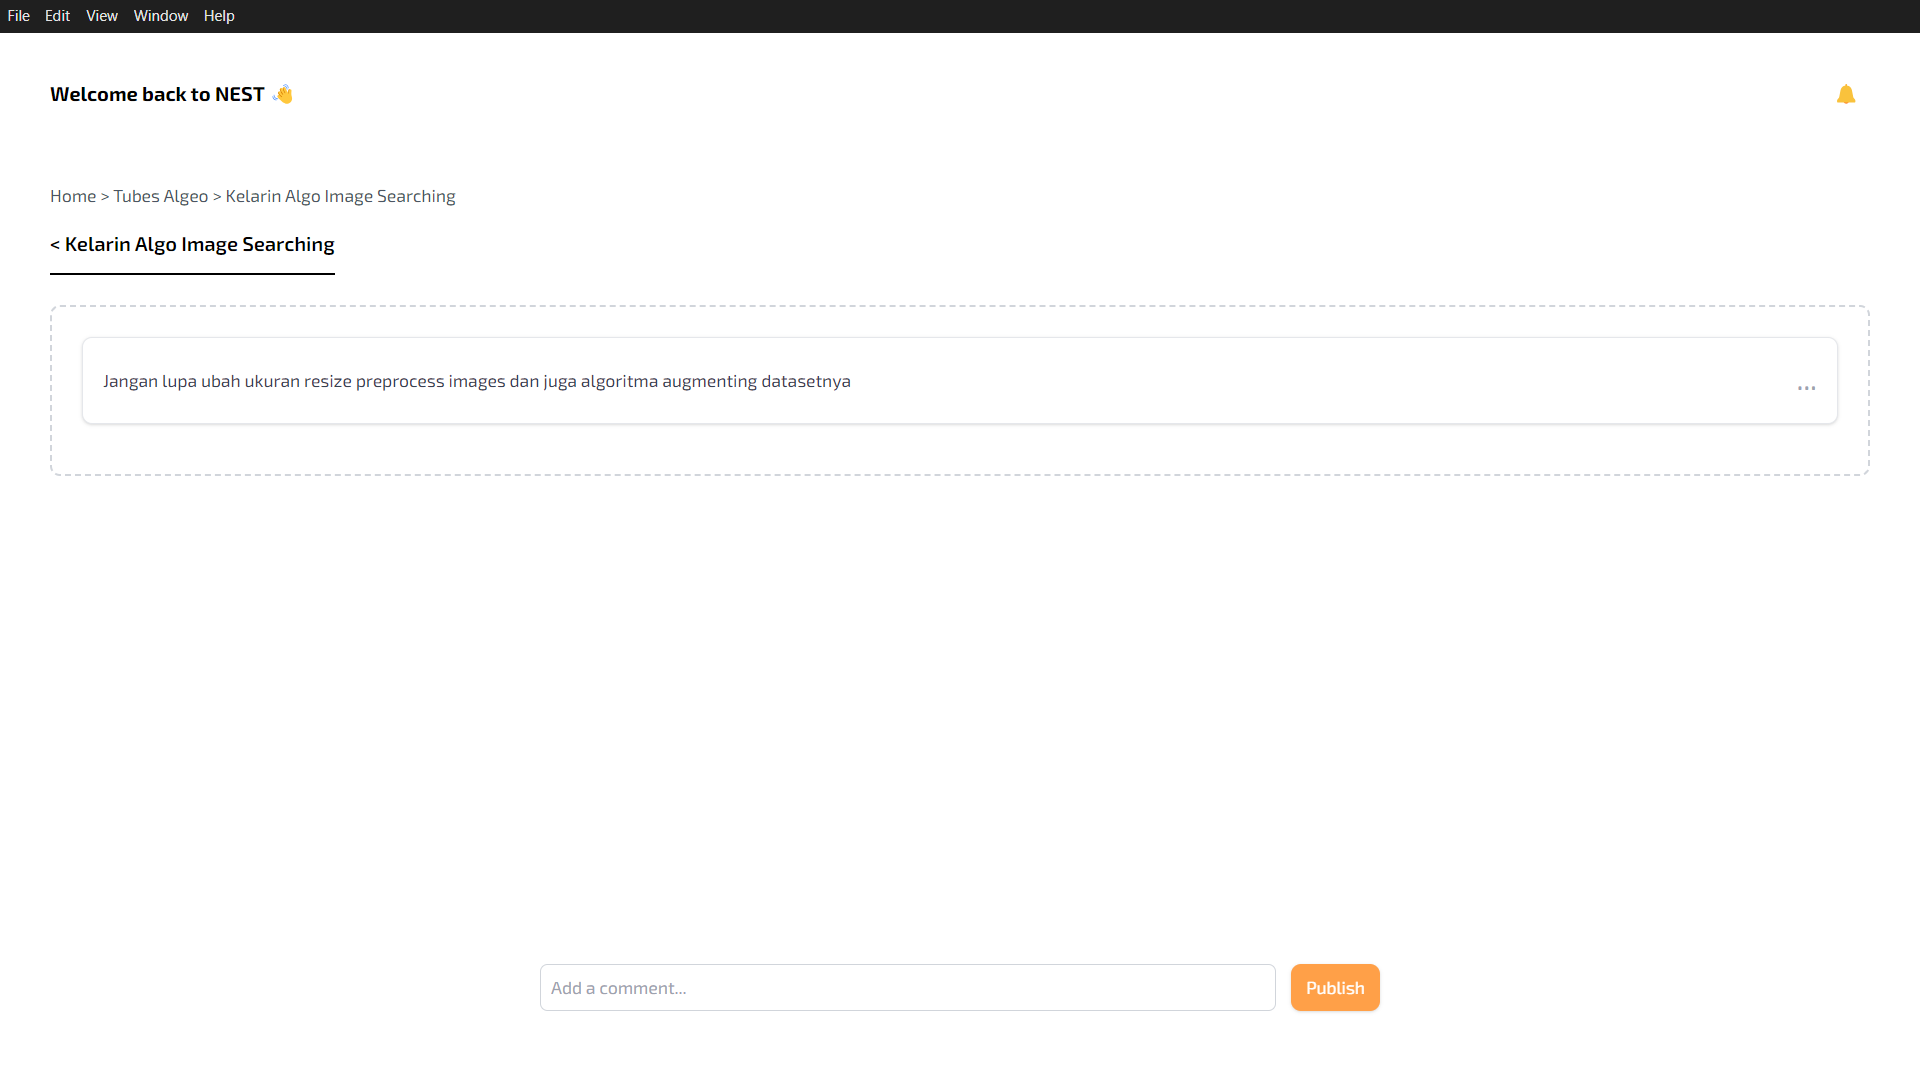 File Edit View Window Help
Welcome back to NEST 👋
Home > Tubes Algeo > Kelarin Algo Image Searching
< Kelarin Algo Image Searching
Jangan lupa ubah ukuran resize preprocess images dan juga algoritma augmenting datasetnya
...
Add a comment...
Publish